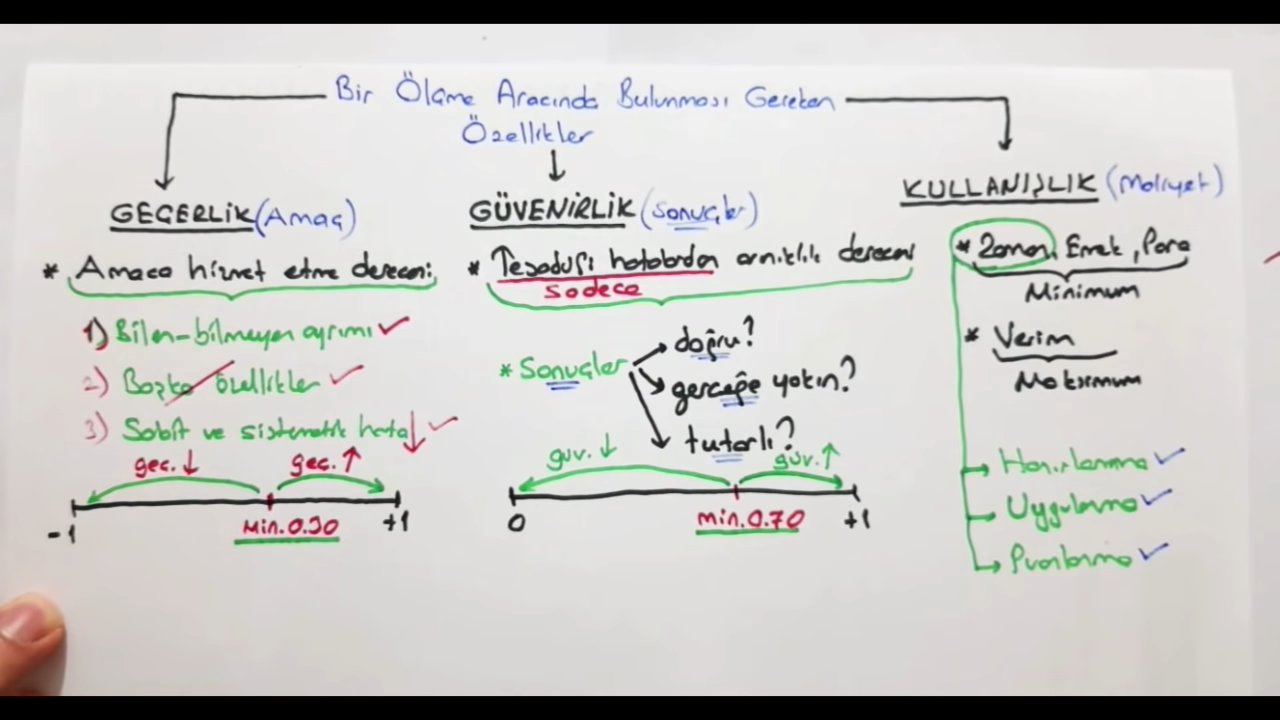 Bir Ölçme Aracında Bulunması Gereken
Özellikler
GEÇERLİK (Amaç)
* Amaca hizmet etme derecesi:
1) Bilen-bilmeyen ayrımı ✓
2) Başka özellikler ✓
3) Sabit ve sistematik hata ↓ ✓
geç. ↓ geç. ↑
-1 Min. 0.30 +1
GÜVENİRLİK (Sonuçlar)
* Tesadüfi hatalardan arınıklık derecesi
sadece
* Sonuçlar
doğru?
gerçeğe yakın?
tutarlı?
güv. ↓ güv. ↑
0 min. 0.70 +1
KULLANIŞLIK (Maliyet)
* Zaman, Emek, Para
Minimum
* Verim
Maksimum
Hazırlanma ✓
Uygulama ✓
Puanlama ✓